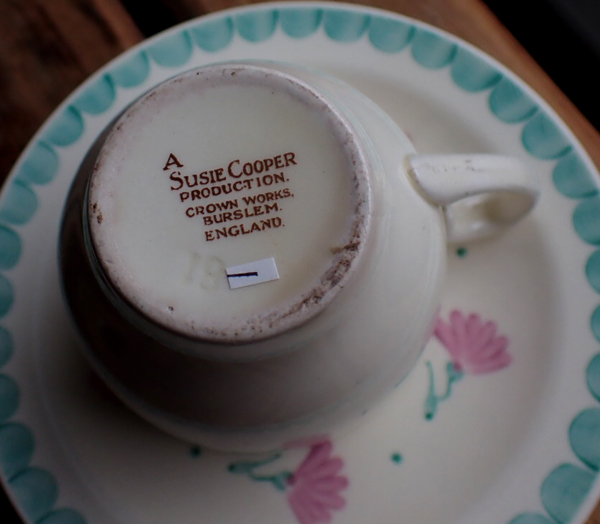 A
SUSIE COOPER
PRODUCTION.
CROWN WORKS,
BURSLEM.
ENGLAND.